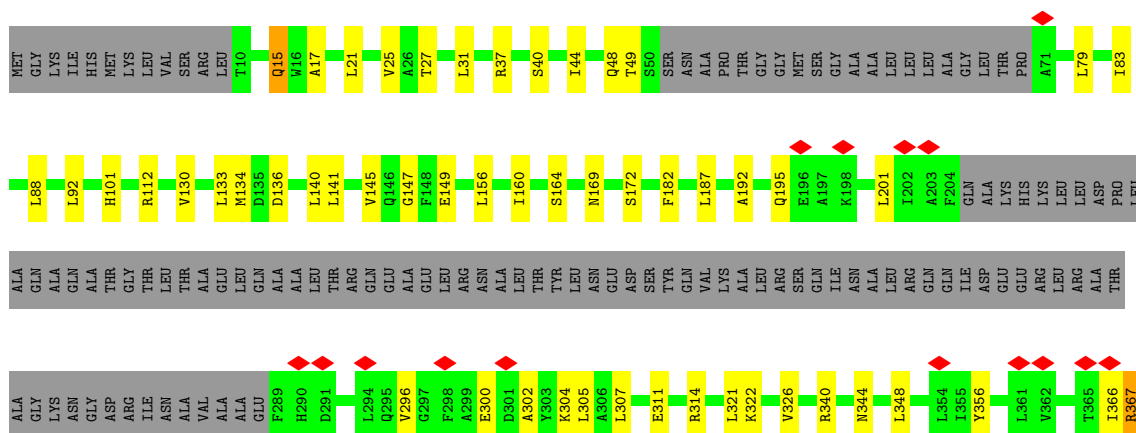 MET GLY LYS ILE HIS MET LYS LEU VAL SER ARG LEU T10 Q15 W16 A17 L21 V25 A26 T27 L31 R37 S40 I44 Q48 T49 S50 SER ASN ALA PRO THR GLY GLY MET SER GLY ALA ALA LEU LEU LEU ALA GLY LEU THR PRO A71 L79 I83
L88 L92 H101 R112 V130 L133 M134 D135 D136 L140 L141 V145 Q146 G147 F148 E149 L156 I160 S164 N169 S172 F182 L187 A192 Q195 E196 A197 K198 L201 I202 A203 F204 GLN ALA LYS HIS LYS LEU LEU ASP PRO LEU
ALA GLN ALA GLN ALA THR GLY THR LEU THR ALA GLU LEU GLN ALA ALA LEU THR ARG GLN GLU ALA GLU LEU ARG ASN ALA LEU THR TYR LEU ASN GLU ASP SER TYR GLN VAL LYS ALA LEU ARG SER GLN ILE ASN ALA LEU ARG GLN GLN ILE ASP GLU GLU ARG LEU ARG ALA THR
ALA GLY LYS ASN GLY ASP ARG ILE ASN ALA VAL ALA ALA GLU F289 H290 D291 L294 Q295 V296 G297 F298 A299 E300 D301 A302 Y303 K304 L305 A306 L307 E311 R314 L321 K322 V326 R340 N344 L348 L354 I355 Y356 L361 V362 T365 I366 R367